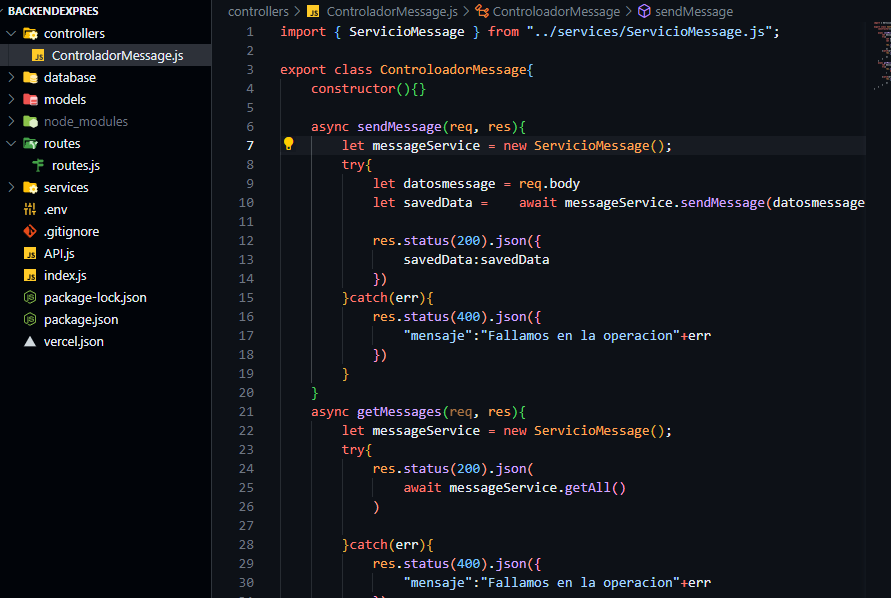 BACKENDEXPRES
controllers
ControladorMessage.js
database
models
node_modules
routes
routes.js
services
.env
.gitignore
API.js
index.js
package-lock.json
package.json
vercel.json
controllers > JS ControladorMessage.js > ControloadorMessage > sendMessage
1 import { ServicioMessage } from "../services/ServicioMessage.js";
2
3 export class ControloadorMessage{
4 constructor(){}
5
6 async sendMessage(req, res){
7 let messageService = new ServicioMessage();
8 try{
9 let datosmessage = req.body
10 let savedData = await messageService.sendMessage(datosmessage
11
12 res.status(200).json({
13 savedData:savedData
14 })
15 }catch(err){
16 res.status(400).json({
17 "mensaje":"Fallamos en la operacion"+err
18 })
19 }
20 }
21 async getMessages(req, res){
22 let messageService = new ServicioMessage();
23 try{
24 res.status(200).json(
25 await messageService.getAll()
26 )
27
28 }catch(err){
29 res.status(400).json({
30 "mensaje":"Fallamos en la operacion"+err